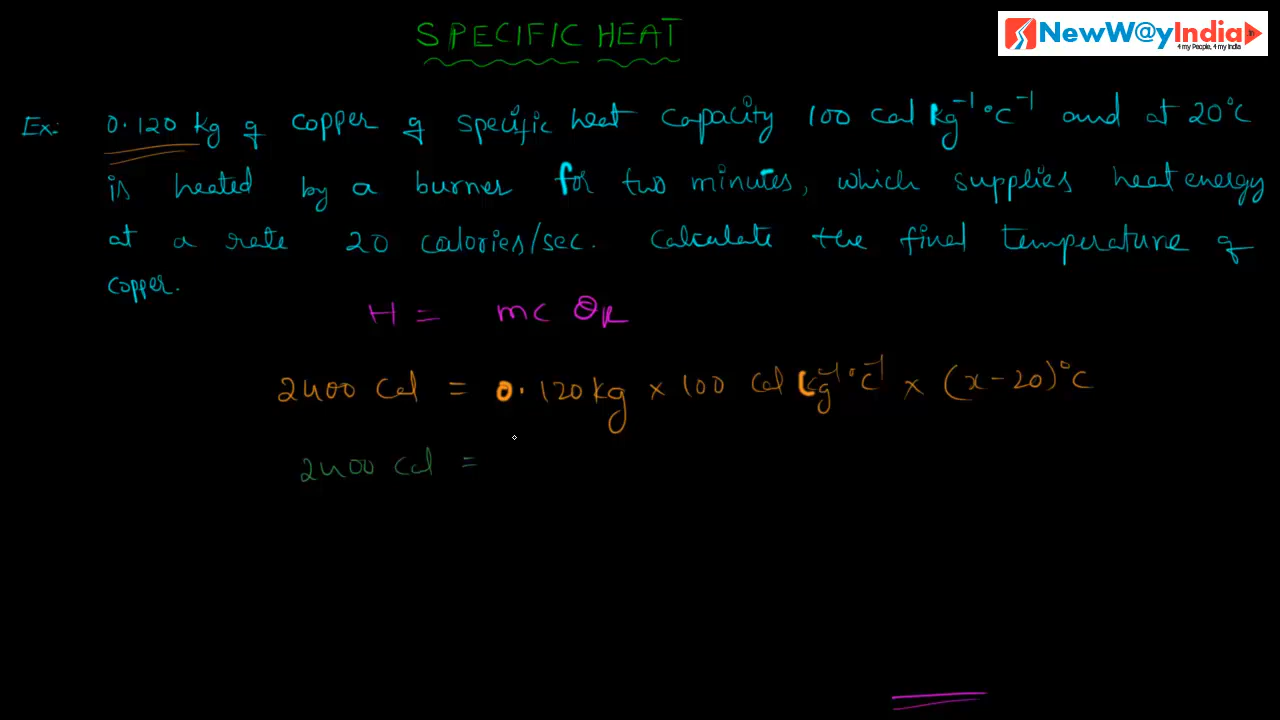 SPECIFIC HEAT
NewW@yIndia.in
4 my People, 4 my India
Ex: 0.120 kg of copper of specific heat capacity 100 cal kg⁻¹ °C⁻¹ and at 20°C
is heated by a burner for two minutes, which supplies heat energy
at a rate 20 calories/sec. Calculate the final temperature of
copper.
H = mc θR
2400 Cal = 0.120 kg × 100 Cal kg⁻¹ °C⁻¹ × (x-20)°C
2400 Cal =